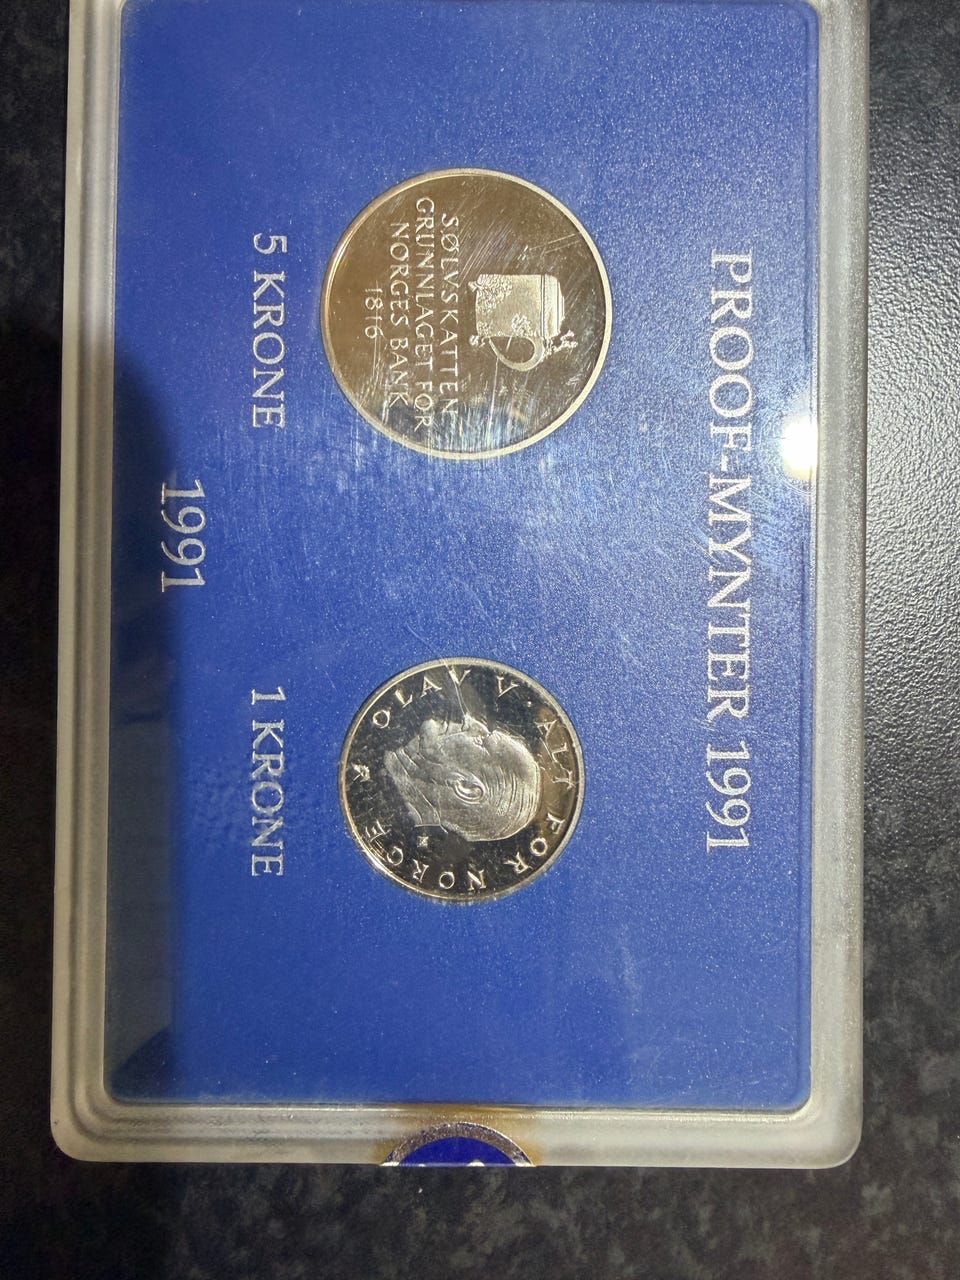 PROOF-MYNTER 1991
SØLVSKATTEN
GRUNNLAGET FOR
NORGES BANK
1816
OLAV V · ALT FOR NORGE
5 KRONE
1 KRONE
1991